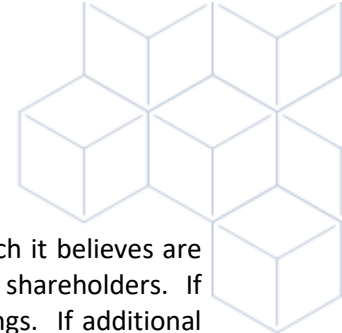 ch it believes are
shareholders. If
ngs. If additional